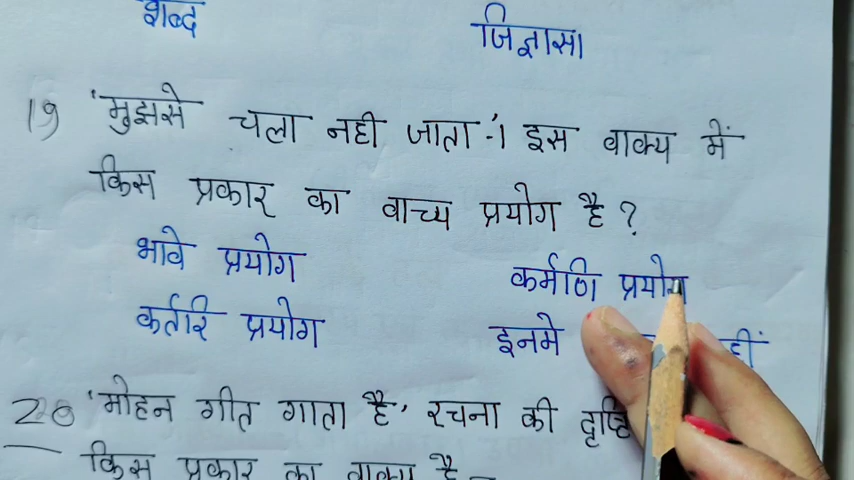 शब्द जिज्ञासा
19) 'मुझसे चला नही जाता -'। इस वाक्य में
किस प्रकार का वाच्य प्रयोग है?
भावे प्रयोग कर्मणि प्रयोग
कर्तरि प्रयोग इनमे हीं
20 'मोहन गीत गाता है' रचना की दृष्टि
किस प्रकार का वाक्य है -